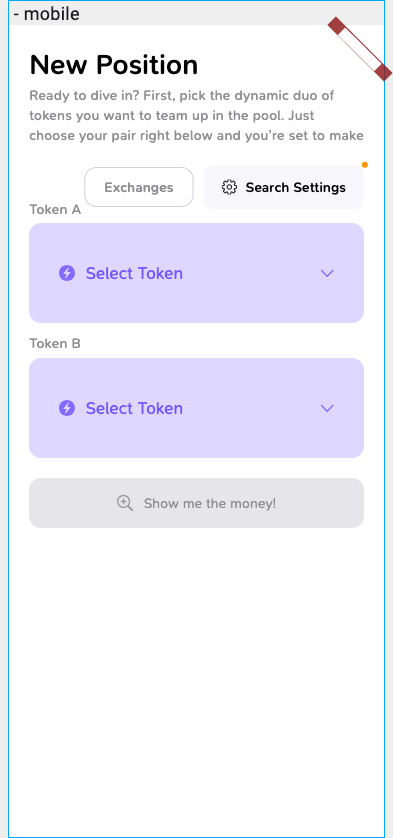 - mobile
New Position
Ready to dive in? First, pick the dynamic duo of
tokens you want to team up in the pool. Just
choose your pair right below and you're set to make
Exchanges
Search Settings
Token A
Select Token
Token B
Select Token
Show me the money!